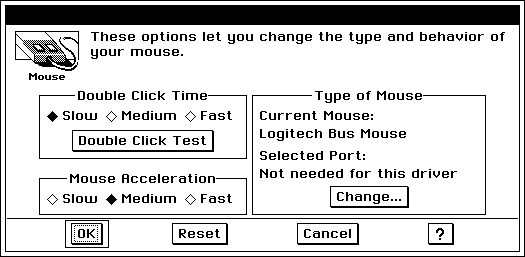 These options let you change the type and behavior of
your mouse.
Mouse
Double Click Time
Slow Medium Fast
Double Click Test
Mouse Acceleration
Slow Medium Fast
Type of Mouse
Current Mouse:
Logitech Bus Mouse
Selected Port:
Not needed for this driver
Change...
OK Reset Cancel ?